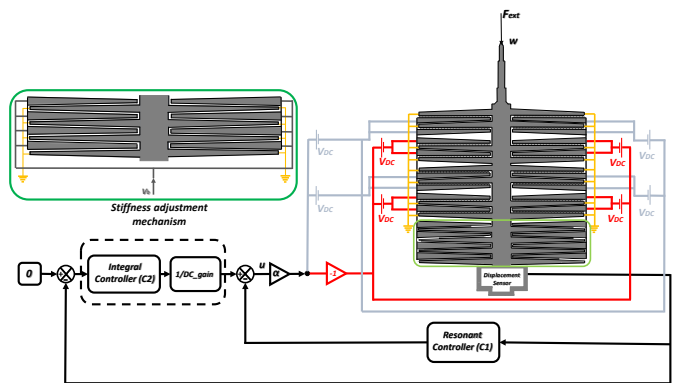 Fext
w
VDC
VDC
VDC
VDC
VDC
VDC
VDC
VDC
Vs
Stiffness adjustment
mechanism
0
Integral
Controller (C2)
1/DC_gain
u
α
-1
Displacement
Sensor
Resonant
Controller (C1)